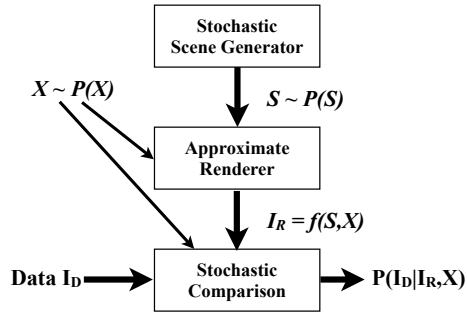 Stochastic
Scene Generator
X ~ P(X)
S ~ P(S)
Approximate
Renderer
I_R = f(S,X)
Data I_D
Stochastic
Comparison
P(I_D|I_R,X)